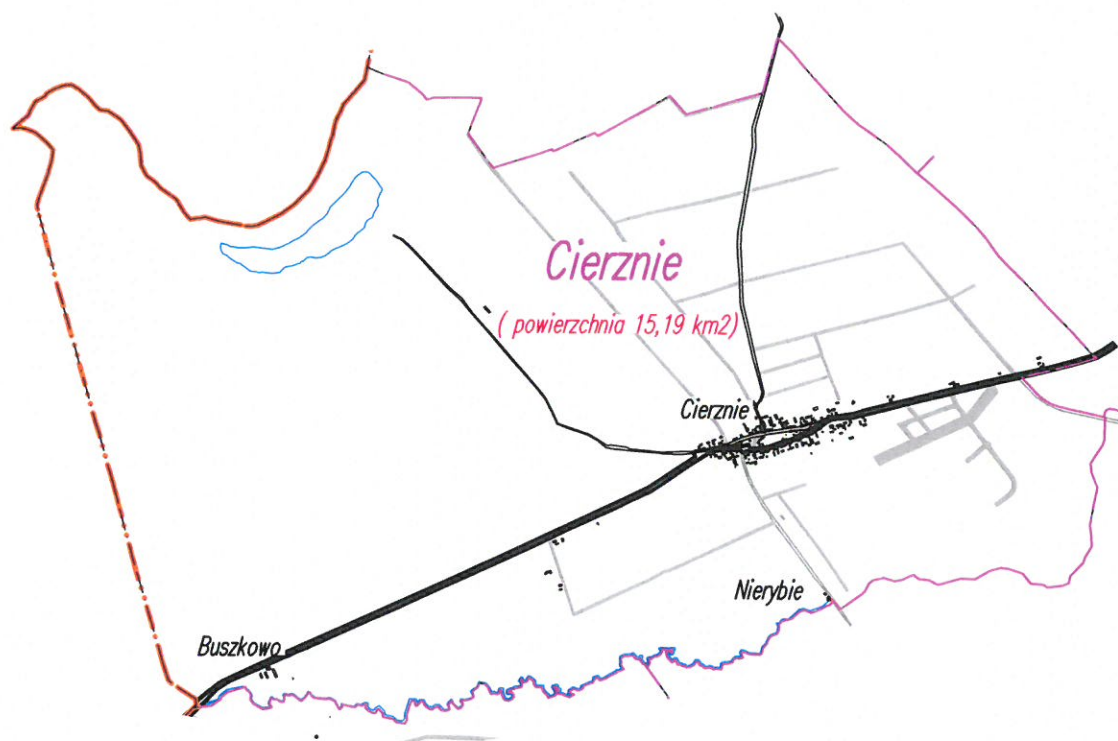 Cierznie
( powierzchnia 15,19 km2)
Cierznie
Nierybie
Buszkowo